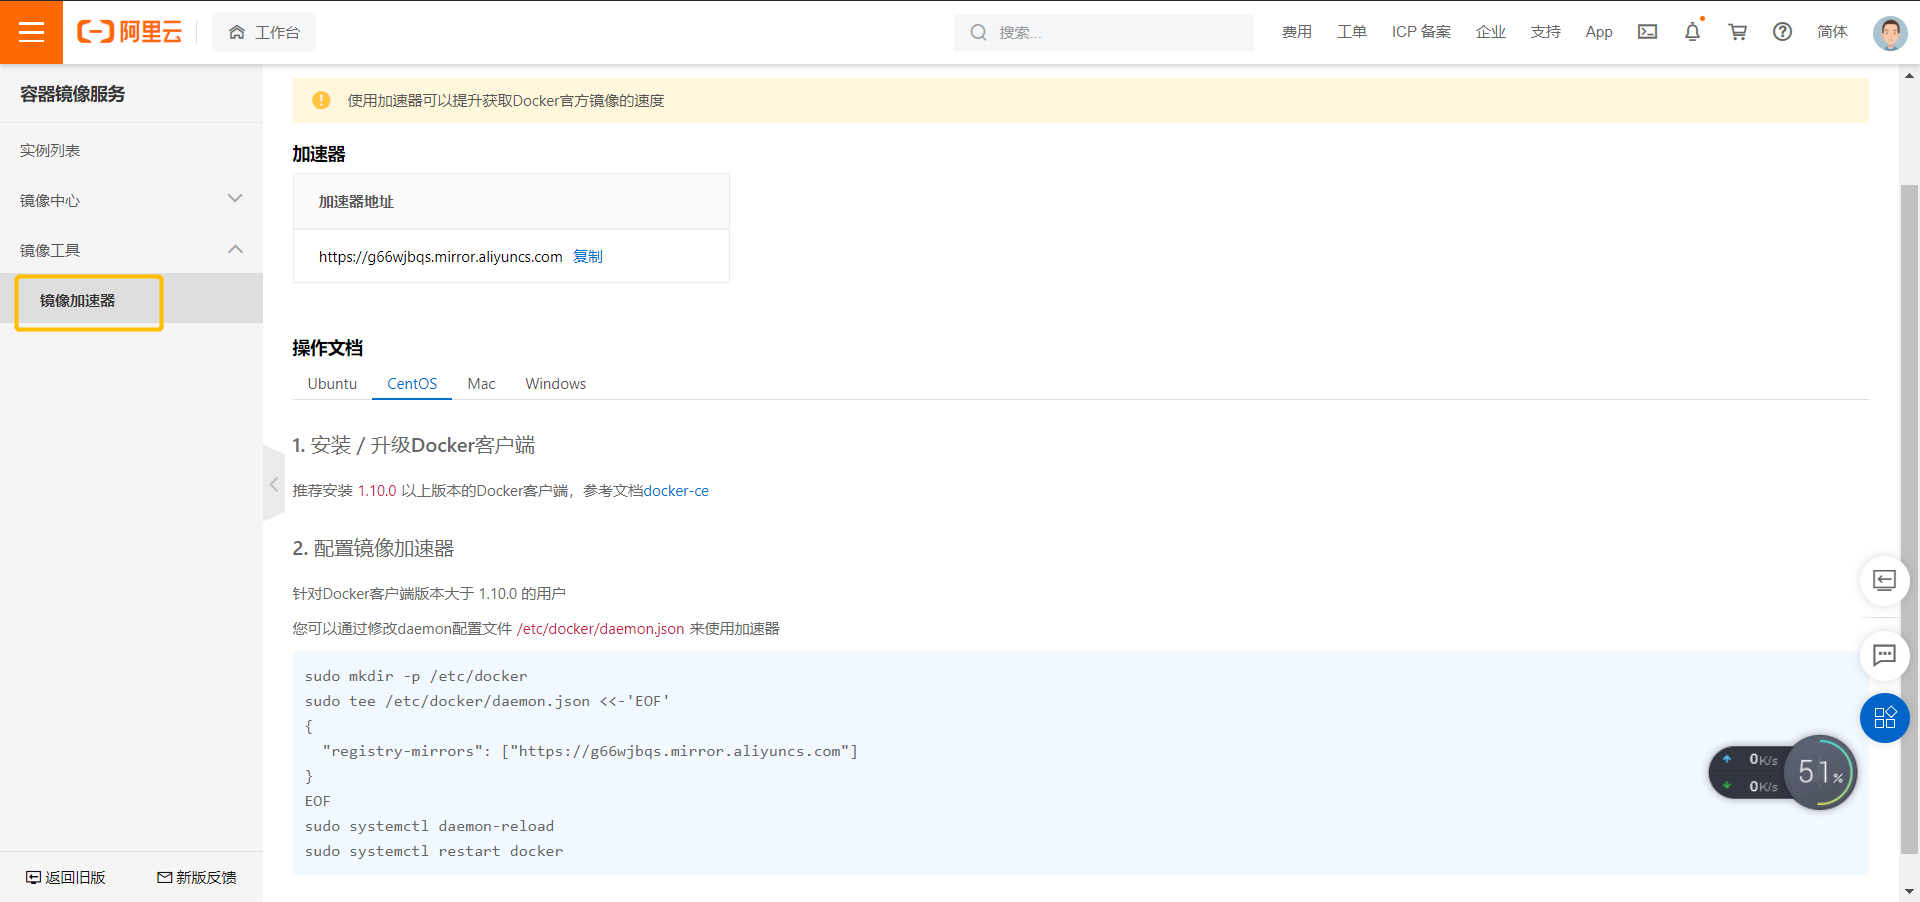 阿里云
工作台
搜索...
费用
工单
ICP 备案
企业
支持
App
简体
容器镜像服务
实例列表
镜像中心
镜像工具
镜像加速器
返回旧版
新版反馈
使用加速器可以提升获取Docker官方镜像的速度
加速器
加速器地址
https://g66wjbqs.mirror.aliyuncs.com 复制
操作文档
Ubuntu CentOS Mac Windows
1. 安装 / 升级Docker客户端
推荐安装 1.10.0 以上版本的Docker客户端，参考文档docker-ce
2. 配置镜像加速器
针对Docker客户端版本大于 1.10.0 的用户
您可以通过修改daemon配置文件 /etc/docker/daemon.json 来使用加速器
sudo mkdir -p /etc/docker
sudo tee /etc/docker/daemon.json <<-'EOF'
{
  "registry-mirrors": ["https://g66wjbqs.mirror.aliyuncs.com"]
}
EOF
sudo systemctl daemon-reload
sudo systemctl restart docker
0K/s
0K/s
51%